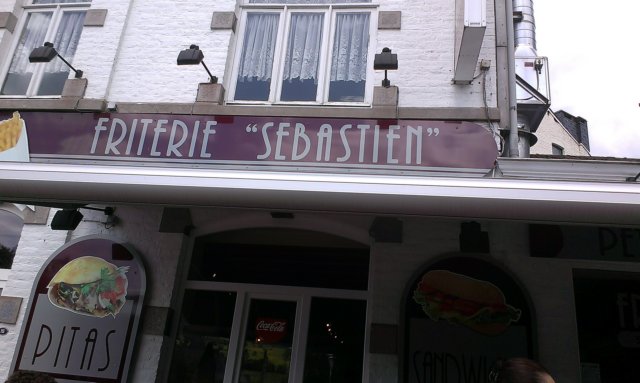 FRITERIE "SEBASTIEN"
PITAS
Coca-Cola